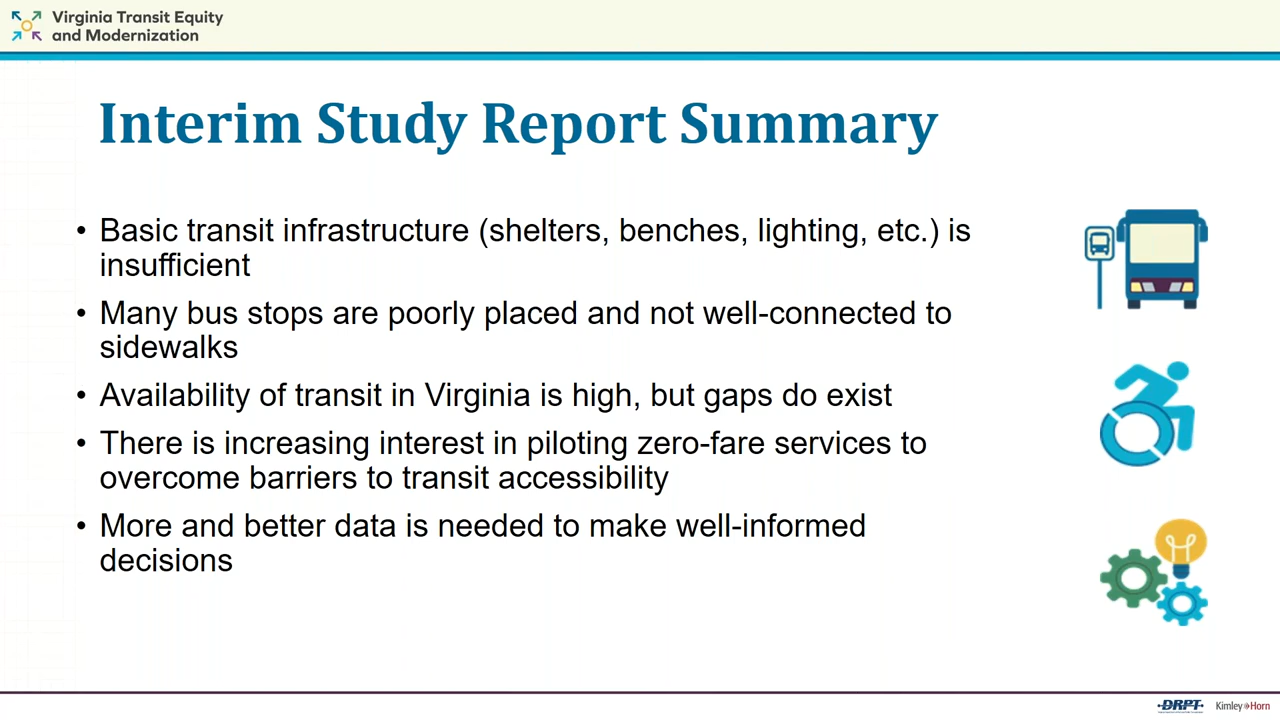 Virginia Transit Equity
and Modernization
Interim Study Report Summary
• Basic transit infrastructure (shelters, benches, lighting, etc.) is
insufficient
• Many bus stops are poorly placed and not well-connected to
sidewalks
• Availability of transit in Virginia is high, but gaps do exist
• There is increasing interest in piloting zero-fare services to
overcome barriers to transit accessibility
• More and better data is needed to make well-informed
decisions
DRPT
Kimley»Horn